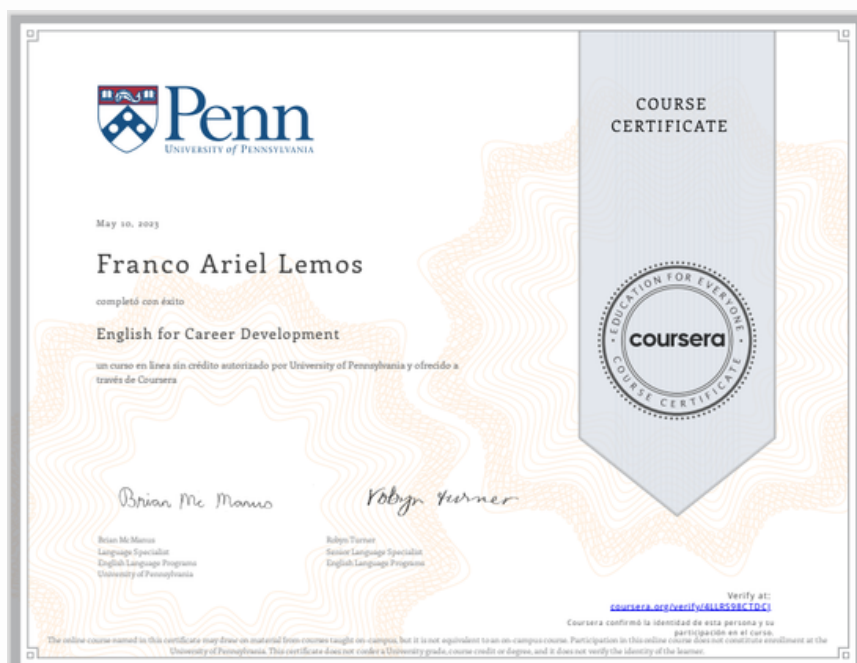 Penn
UNIVERSITY of PENNSYLVANIA
COURSE
CERTIFICATE
May 10, 2023
Franco Ariel Lemos
completó con éxito
English for Career Development
un curso en línea sin crédito autorizado por University of Pennsylvania y ofrecido a
través de Coursera
EDUCATION FOR EVERYONE
coursera
COURSE CERTIFICATE
Brian Mc Manus
Robyn Turner
Brian McManus
Language Specialist
English Language Programs
University of Pennsylvania
Robyn Turner
Senior Language Specialist
English Language Programs
Verify at:
coursera.org/verify/4LLRS98CTDCJ
Coursera confirmó la identidad de esta persona y su
participación en el curso.
The online course named in this certificate may draw on material from courses taught on-campus, but it is not equivalent to an on-campus course. Participation in this online course does not constitute enrollment at the
University of Pennsylvania. This certificate does not confer a University grade, course credit or degree, and it does not verify the identity of the learner.